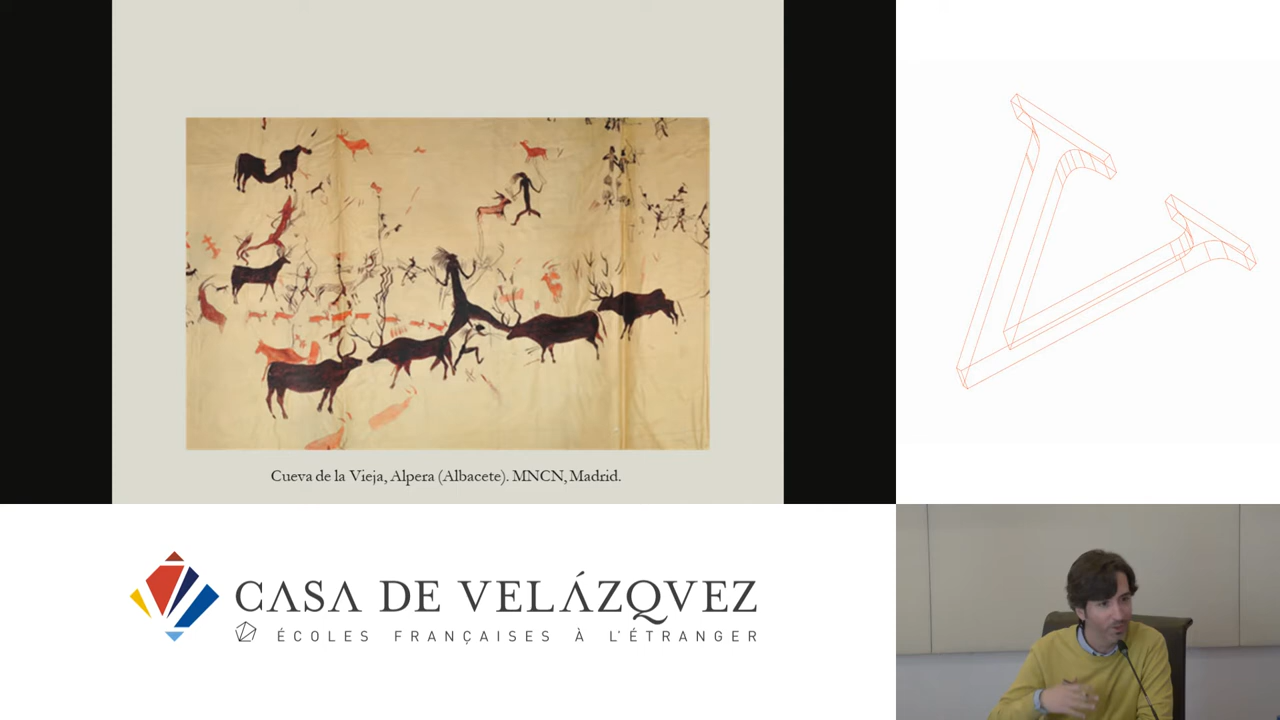 Cueva de la Vieja, Alpera (Albacete). MNCN, Madrid.
CASA DE VELÁZQVEZ
ÉCOLES FRANÇAISES À L'ÉTRANGER